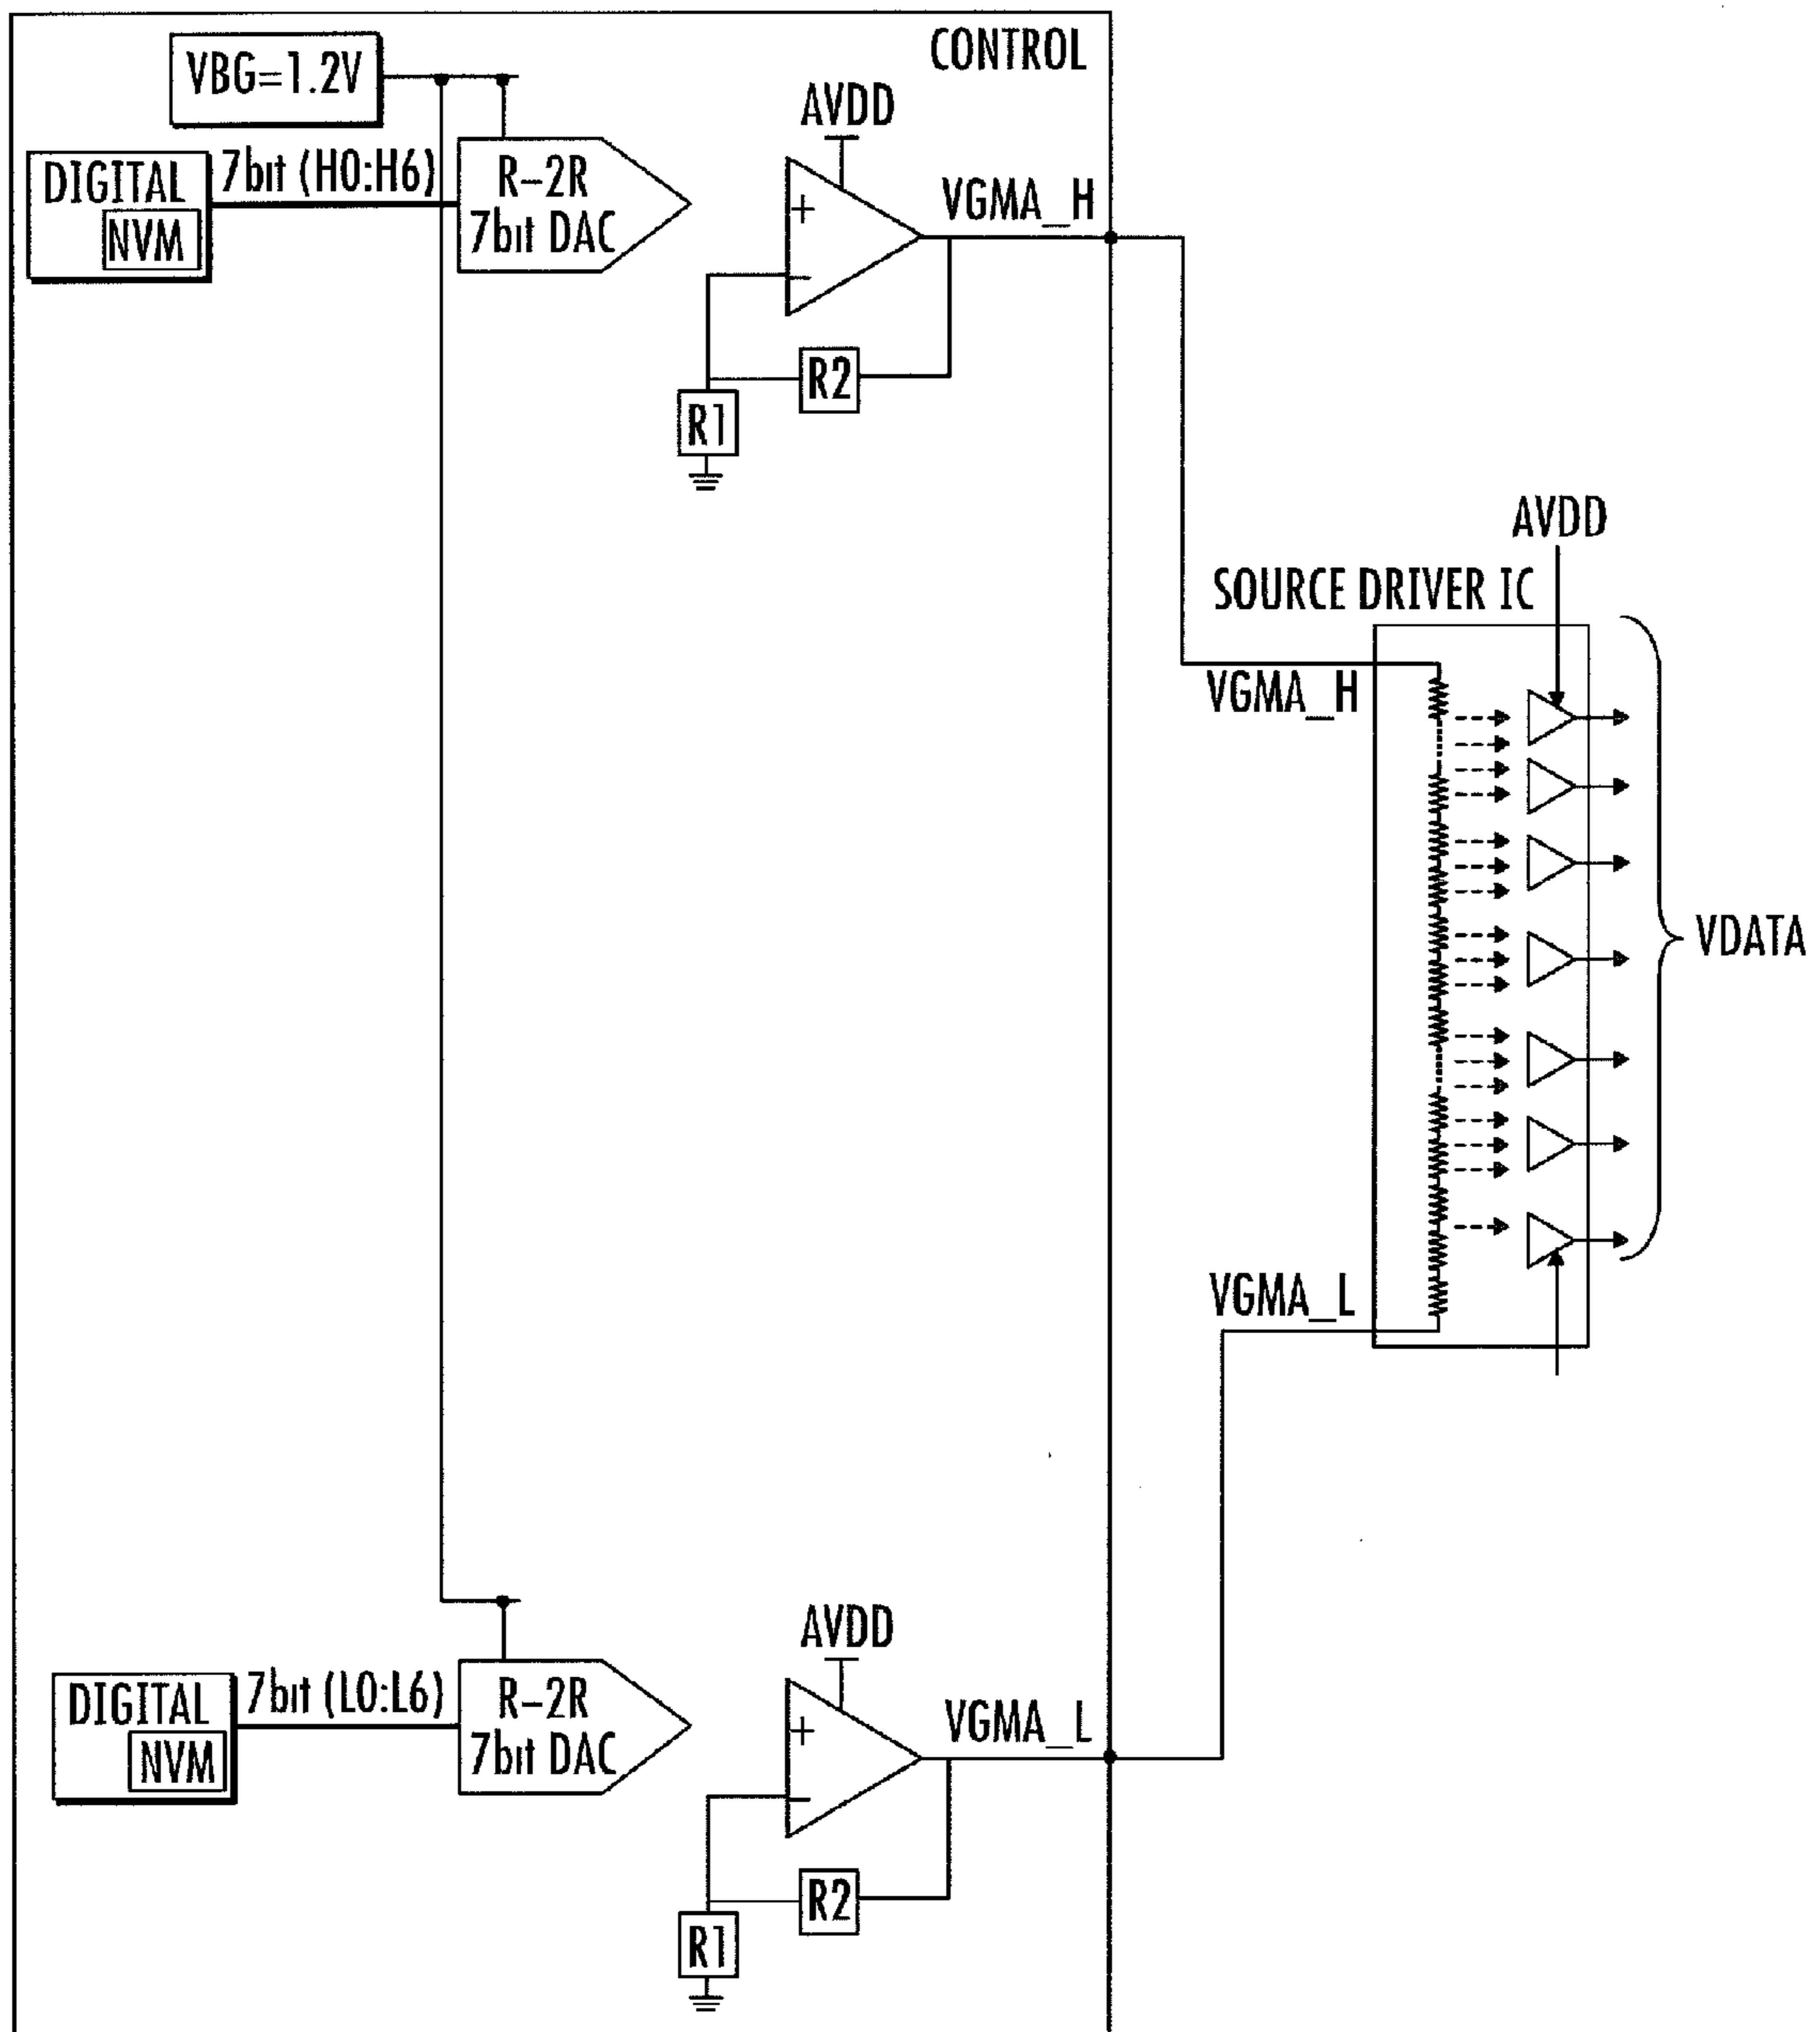 CONTROL
VBG=1.2V
AVDD
DIGITAL
NVM
7bit (H0:H6)
R-2R
7bit DAC
+
−
VGMA_H
R2
R1
AVDD
SOURCE DRIVER IC
VGMA_H
VDATA
VGMA_L
AVDD
DIGITAL
NVM
7bit (L0:L6)
R-2R
7bit DAC
+
−
VGMA_L
R2
R1